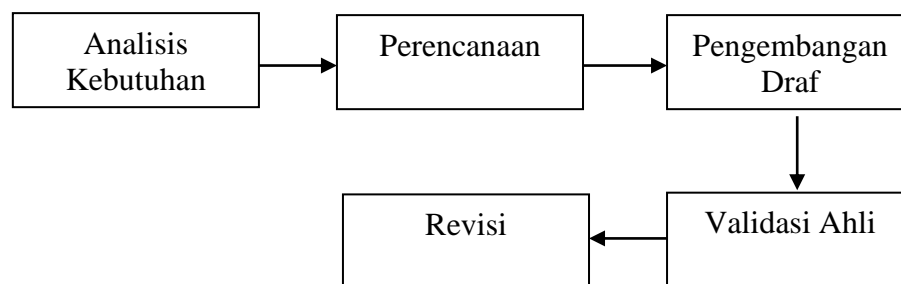 Analisis
Kebutuhan
Perencanaan
Pengembangan
Draf
Validasi Ahli
Revisi